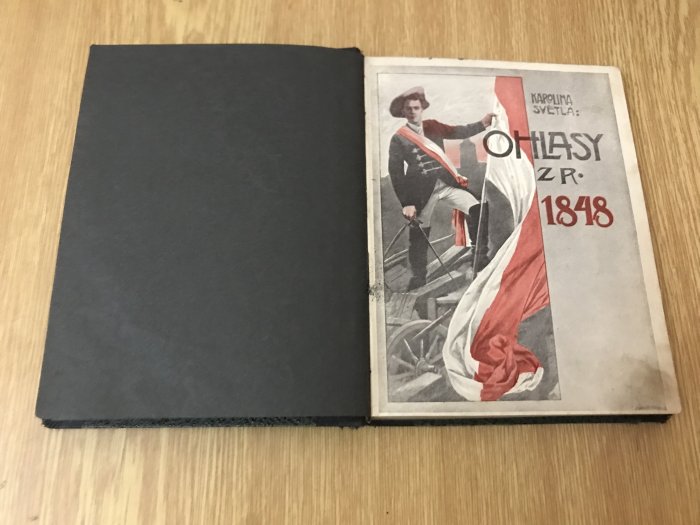 KAROLINA
SVĚTLÁ:
OHLASY
Z R.
1848